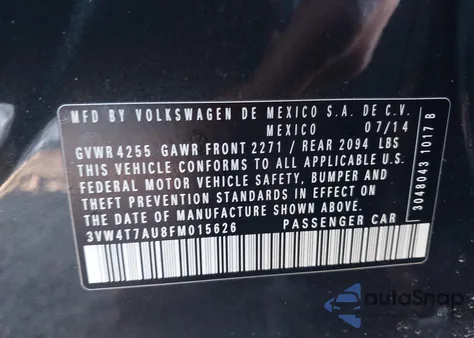 MFD BY VOLKSWAGEN DE MEXICO S.A. DE C.V.
MEXICO 07/14
GVWR 4255 GAWR FRONT 2271 / REAR 2094 LBS
THIS VEHICLE CONFORMS TO ALL APPLICABLE
FEDERAL MOTOR VEHICLE SAFETY, BUMPER AND
THEFT PREVENTION STANDARDS IN EFFECT ON
THE DATE OF MANUFACTURE SHOWN ABOVE.
3VW4T7AU8FM015626 PASSENGER CAR
3048043 1017 B
autoSnap